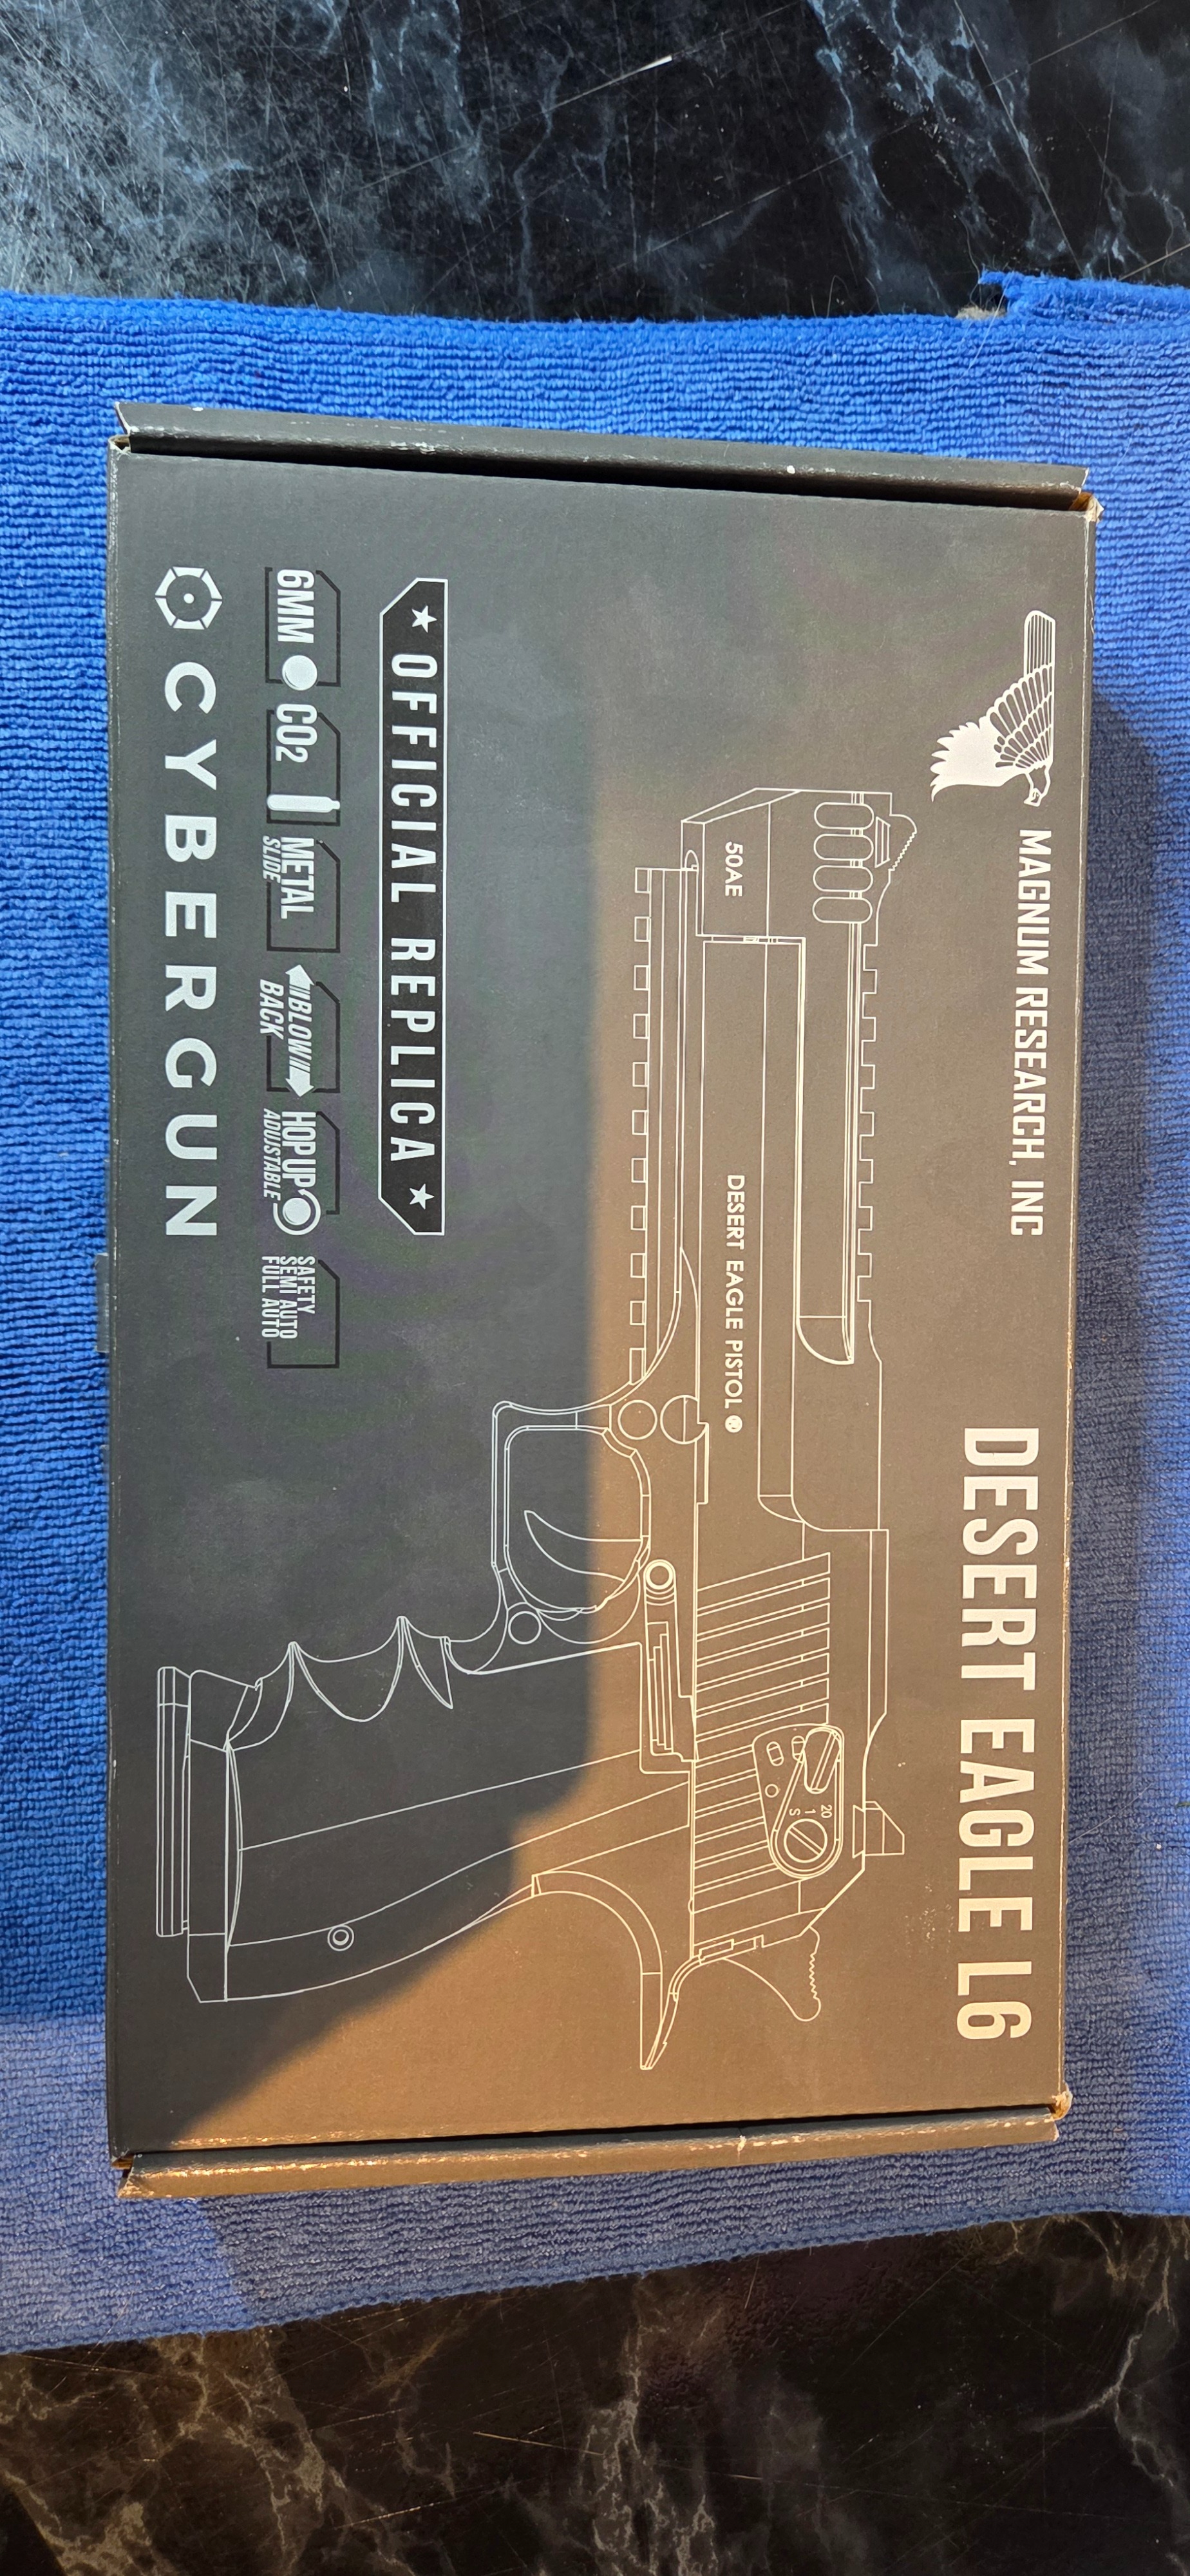 MAGNUM RESEARCH, INC
DESERT EAGLE L6
50AE
DESERT EAGLE PISTOL ®
20
1
S
★ OFFICIAL REPLICA ★
6MM
CO2
METAL
SLIDE
BLOW
BACK
HOP UP
ADJUSTABLE
SAFETY
SEMI AUTO
FULL AUTO
CYBERGUN